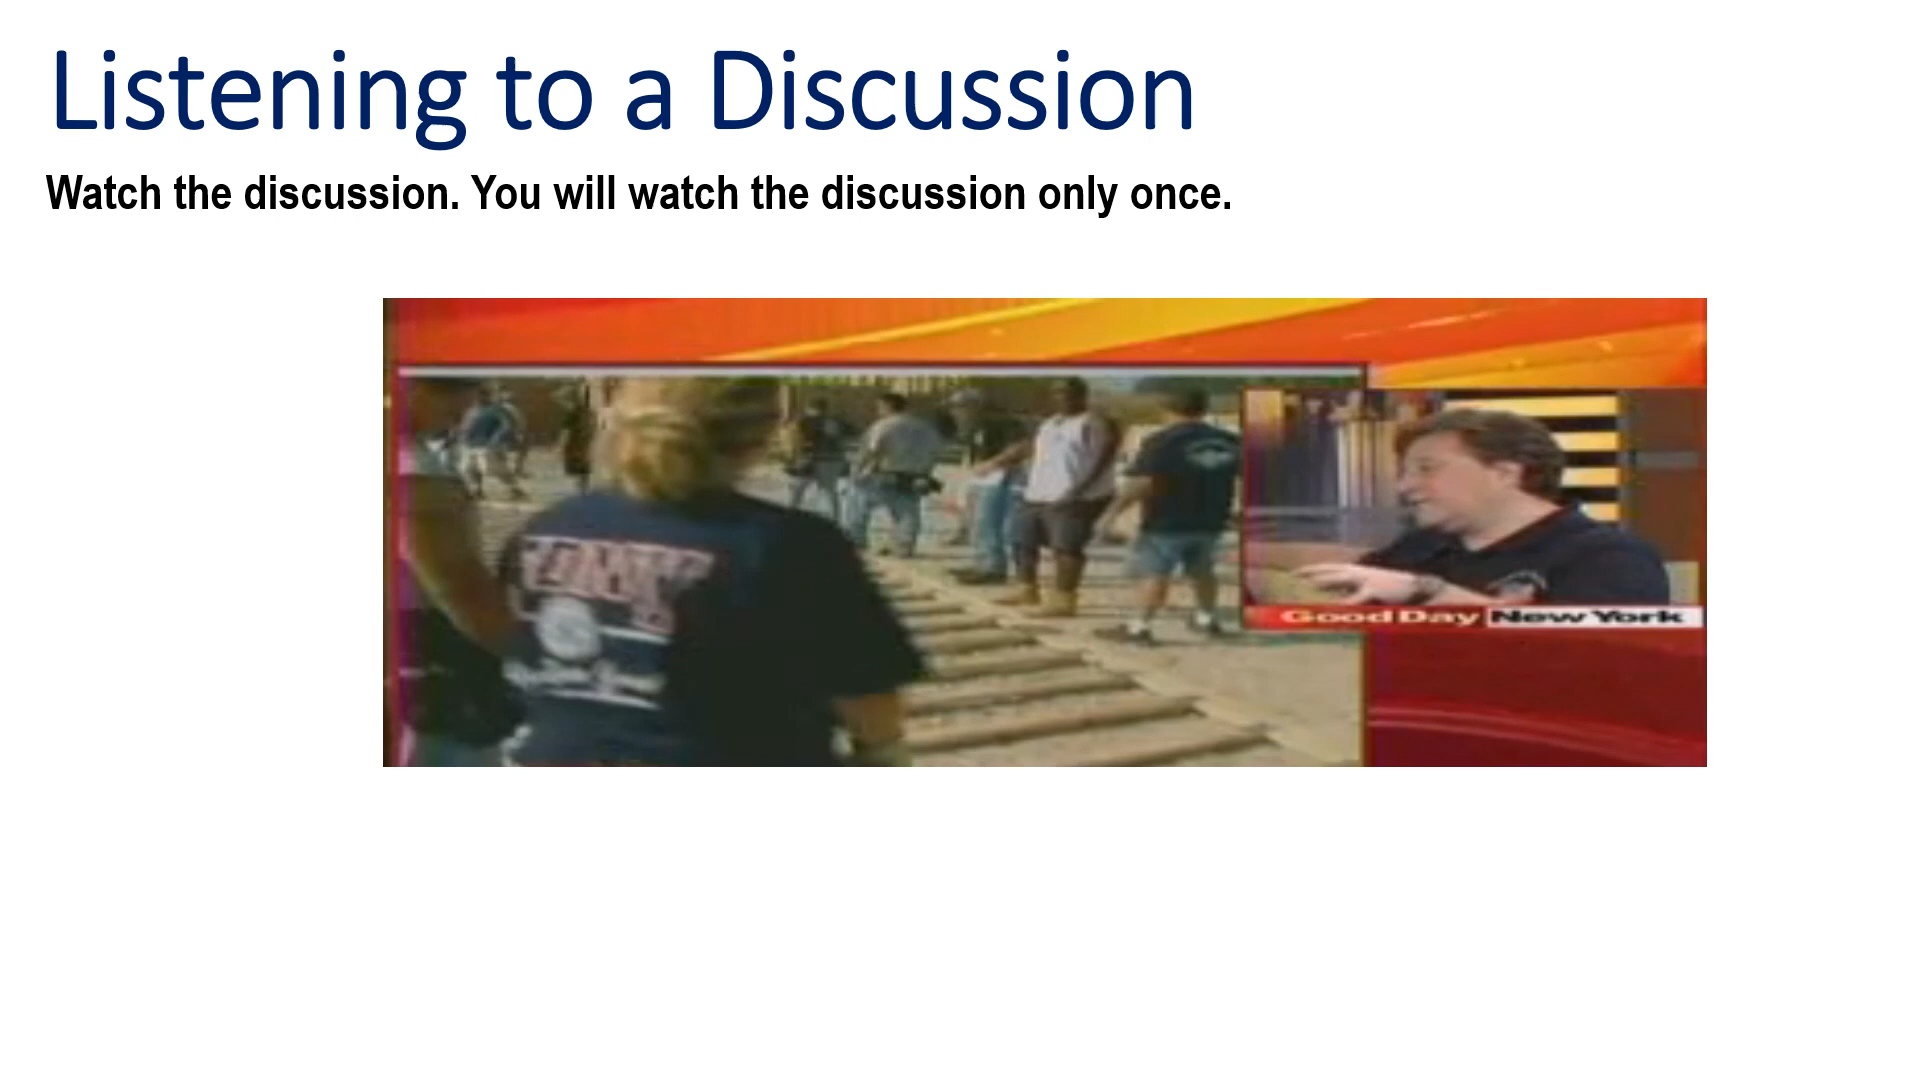 Listening to a Discussion
Watch the discussion. You will watch the discussion only once.
Good Day New York